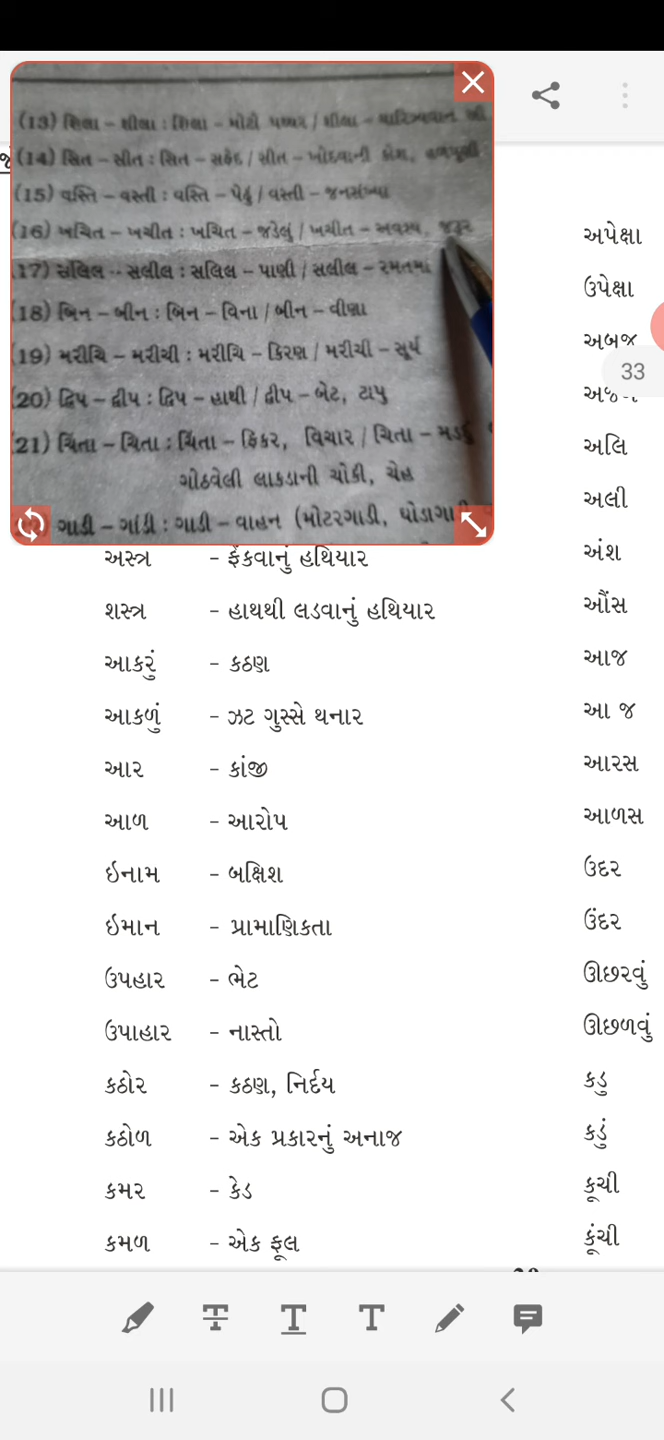 (13) શિલા – શીલા : શિલા – મોટો પથ્થર / શીલા – ચારિત્ર્યવાન સ્ત્રી
(14) સિત – સીત : સિત – સફેદ / સીત – ખોદવાની કોશ, હળપૂણી
(15) વસ્તિ – વસ્તી : વસ્તિ – પેઢુ / વસ્તી – જનસંખ્યા
(16) ખચિત – ખચીત : ખચિત – જડેલું / ખચીત – અવશ્ય, જરૂર
17) સલિલ – સલીલ : સલિલ – પાણી / સલીલ – રમતમાં
(18) બિન – બીન : બિન – વિના / બીન – વીણા
(19) મરીચિ – મરીચી : મરીચિ – કિરણ / મરીચી – સૂર્ય
(20) દ્વિપ – દ્વીપ : દ્વિપ – હાથી / દ્વીપ – બેટ, ટાપુ
(21) ચિંતા – ચિતા : ચિંતા – ફિકર, વિચાર / ચિતા – મડદું
ગોઠવેલી લાકડાની ચોકી, ચેહ
ગાડી – ગાંડી : ગાડી – વાહન (મોટરગાડી, ઘોડાગાડી
અપેક્ષા
ઉપેક્ષા
અબજ
33
અલિ
અલી
અસ્ત્ર – ફેંકવાનું હથિયાર અંશ
શસ્ત્ર – હાથથી લડવાનું હથિયાર ઔંસ
આકરું – કઠણ આજ
આકળું – ઝટ ગુસ્સે થનાર આ જ
આર – કાંજી આરસ
આળ – આરોપ આળસ
ઇનામ – બક્ષિશ ઉદર
ઇમાન – પ્રામાણિકતા ઉંદર
ઉપહાર – ભેટ ઊછરવું
ઉપાહાર – નાસ્તો ઊછળવું
કઠોર – કઠણ, નિર્દય કડુ
કઠોળ – એક પ્રકારનું અનાજ કડું
કમર – કેડ કૂચી
કમળ – એક ફૂલ કૂંચી